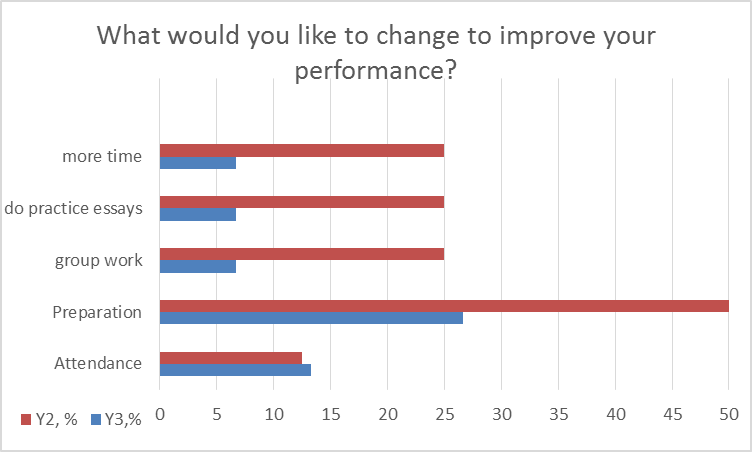 What would you like to change to improve your
performance?
more time
do practice essays
group work
Preparation
Attendance
Y2, % Y3,% 0 5 10 15 20 25 30 35 40 45 50